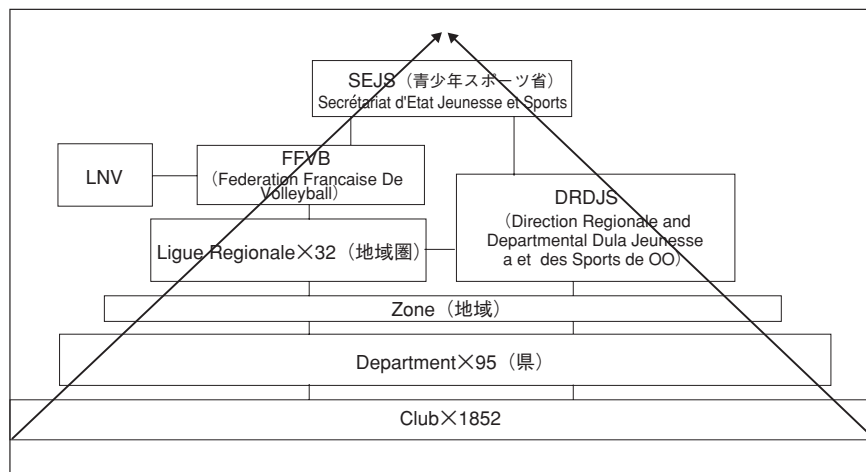 SEJS（青少年スポーツ省）
Secrétariat d'Etat Jeunesse et Sports
LNV
FFVB
（Federation Francaise De
Volleyball）
DRDJS
（Direction Regionale and
Departmental Dula Jeunesse
a et des Sports de OO）
Ligue Regionale×32（地域圏）
Zone（地域）
Department×95（県）
Club×1852